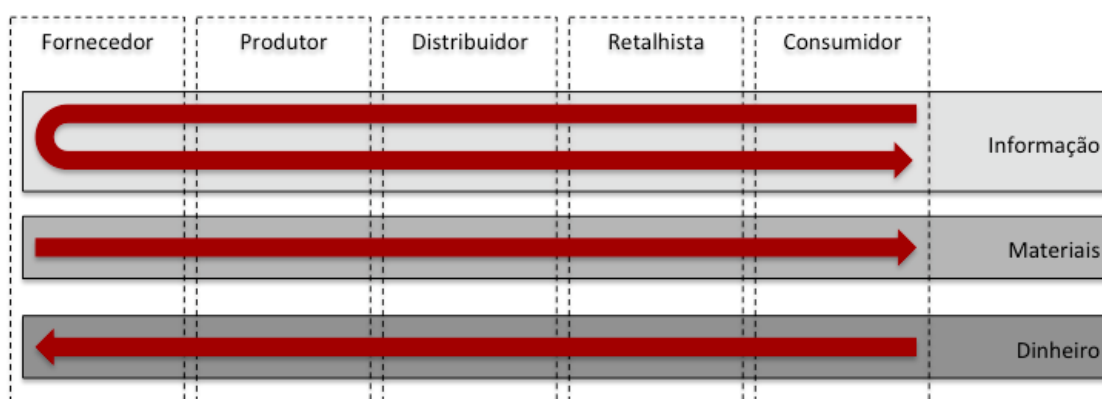 Fornecedor
Produtor
Distribuidor
Retalhista
Consumidor
Informação
Materiais
Dinheiro